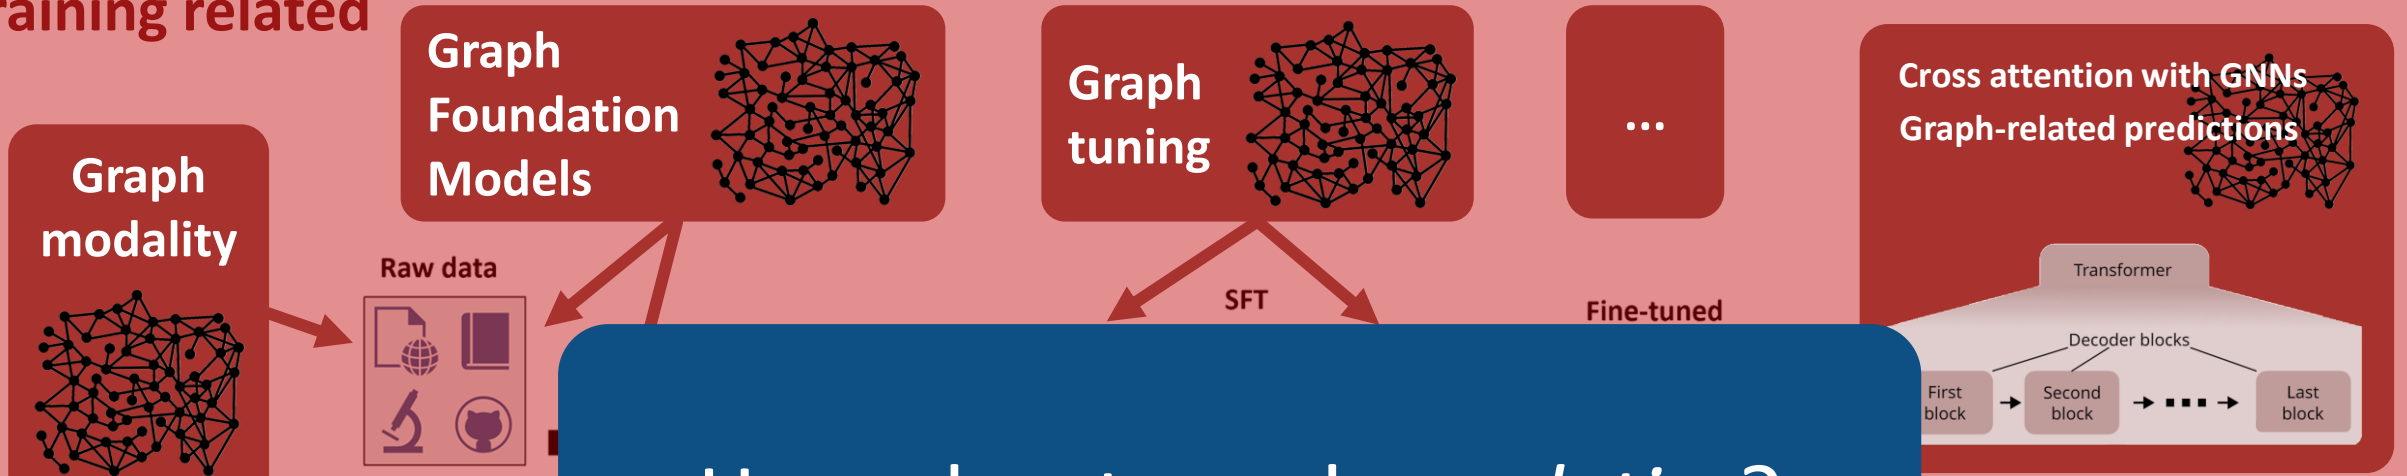 raining related
Graph
Foundation
Models
Graph
tuning
...
Cross attention with GNNs
Graph-related predictions
Graph
modality
Raw data
SFT
Fine-tuned
Transformer
Decoder blocks
First
block
Second
block
Last
block